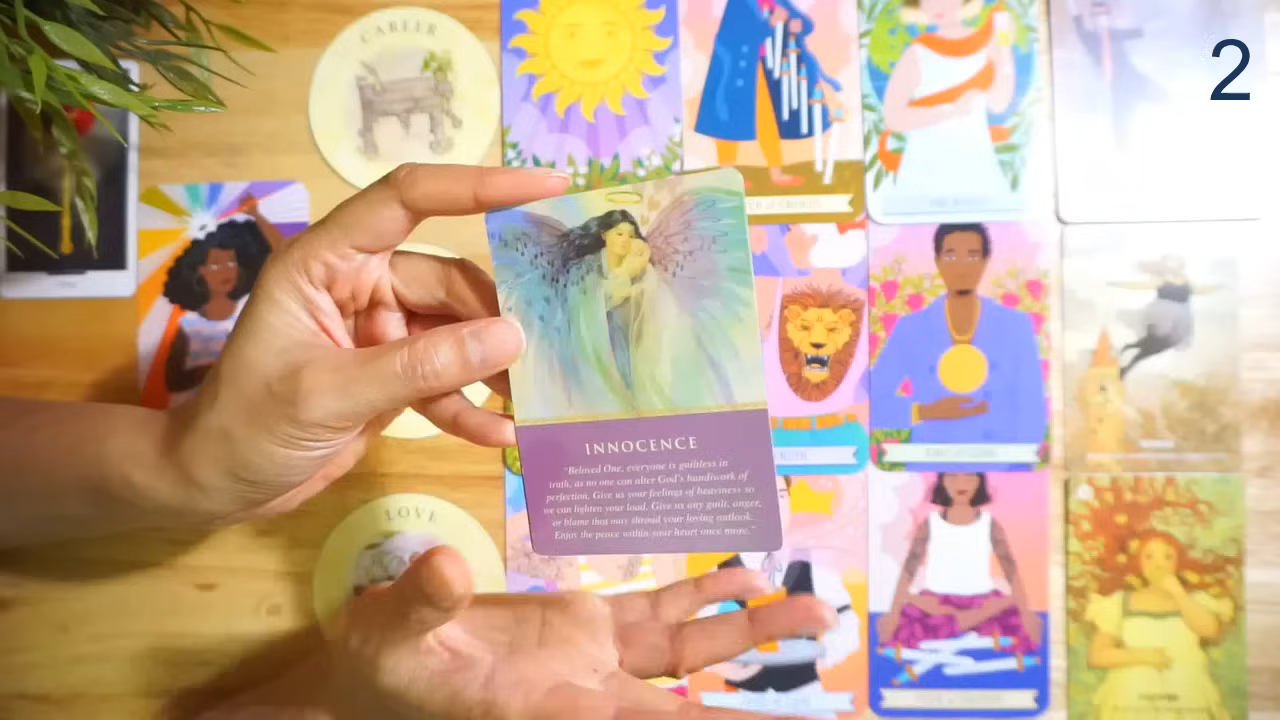 CAREER
2
INNOCENCE
"Beloved One, everyone is guiltless in
truth, as no one can alter God's handiwork of
perfection. Give us your feelings of heaviness so
we can lighten your load. Give us any guilt, anger,
or blame that may shroud your loving outlook.
Enjoy the peace within your heart once more."
LOVE